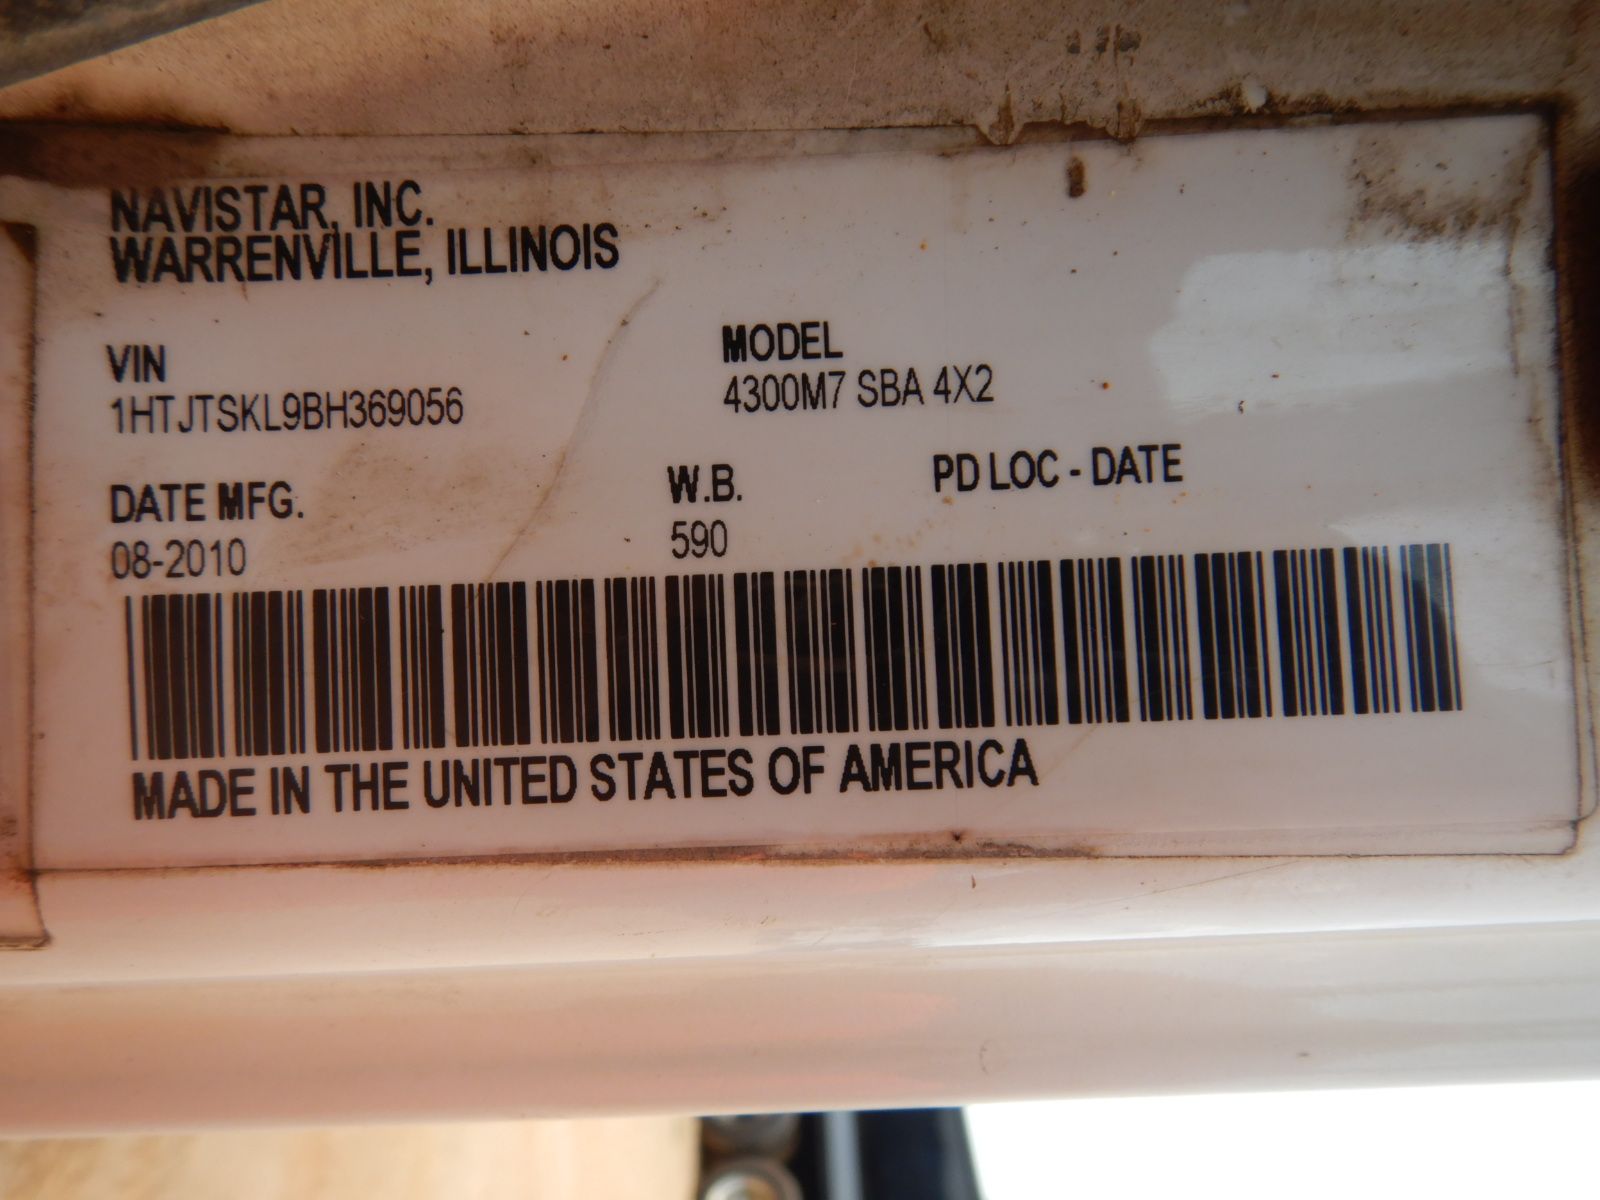 NAVISTAR, INC.
WARRENVILLE, ILLINOIS
VIN
1HTJTSKL9BH369056
MODEL
4300M7 SBA 4X2
DATE MFG.
08-2010
W.B.
590
PD LOC - DATE
MADE IN THE UNITED STATES OF AMERICA